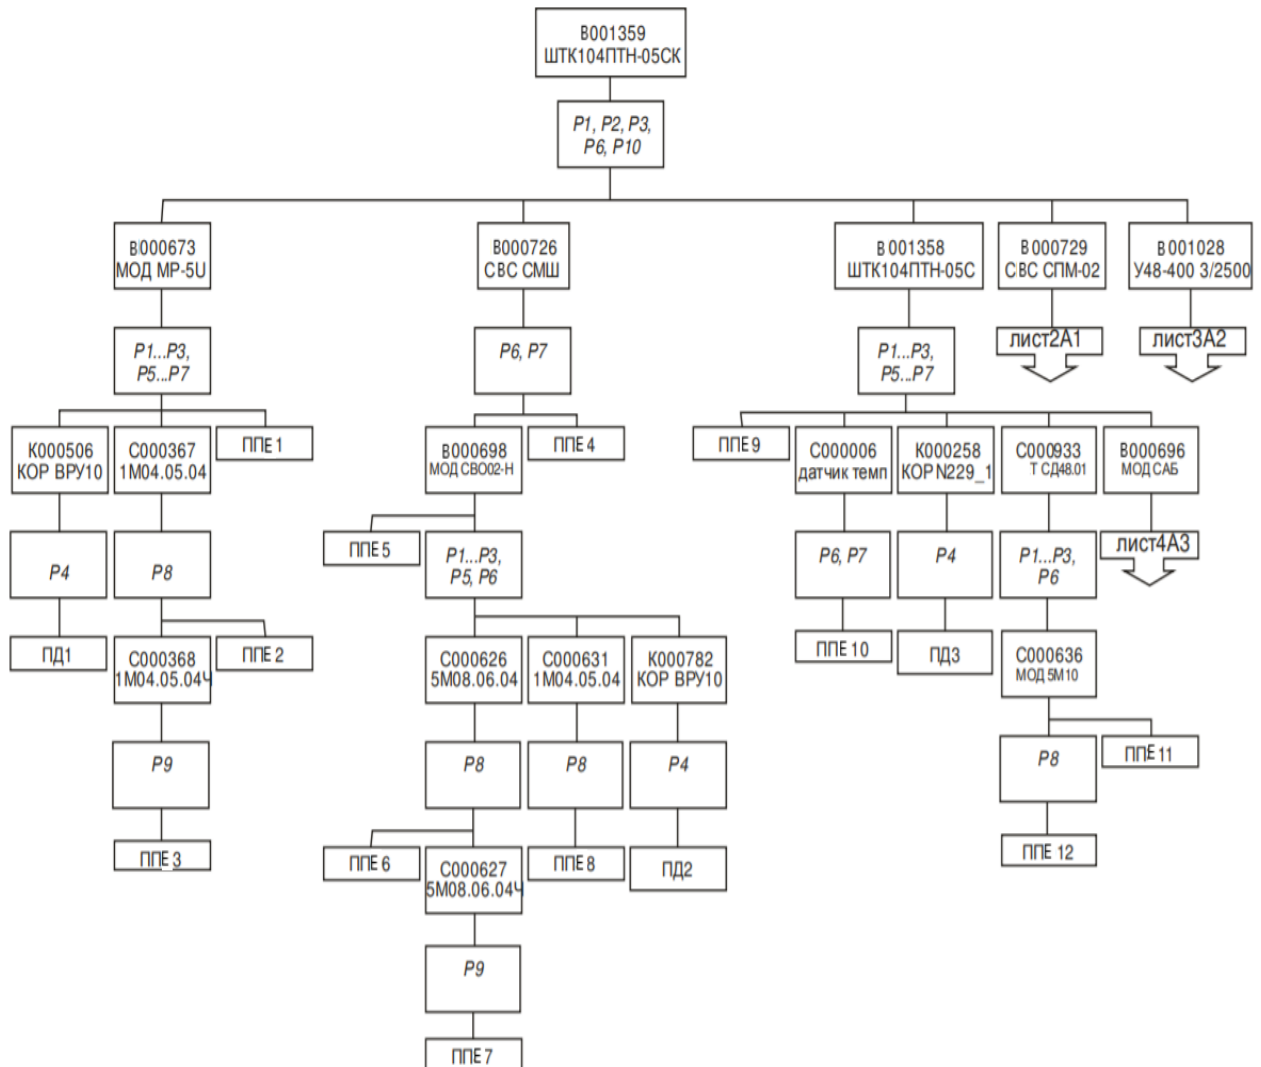 В001359
ШТК104ПТН-05СК
Р1, Р2, Р3,
Р6, Р10
В000673
МОД МР-5U
В000726
СВС СМШ
В001358
ШТК104ПТН-05С
В000729
СВС СПМ-02
В001028
У48-400 3/2500
Р1...Р3,
Р5...Р7
Р6, Р7
Р1...Р3,
Р5...Р7
лист2А1
лист3А2
К000506
КОР ВРУ10
С000367
1М04.05.04
ППЕ 1
В000698
МОД СВО02-Н
ППЕ 4
ППЕ 9
С000006
датчик темп
К000258
КОР N229_1
С000933
Т СД48.01
В000696
МОД САБ
Р4
Р8
ППЕ 5
Р1...Р3,
Р5, Р6
Р6, Р7
Р4
Р1...Р3,
Р6
лист4А3
ПД1
С000368
1М04.05.04Ч
ППЕ 2
С000626
5М08.06.04
С000631
1М04.05.04
К000782
КОР ВРУ10
ППЕ 10
ПД3
С000636
МОД 5М10
Р9
Р8
Р8
Р4
Р8
ППЕ 11
ППЕ 3
ППЕ 6
С000627
5М08.06.04Ч
ППЕ 8
ПД2
ППЕ 12
Р9
ППЕ 7